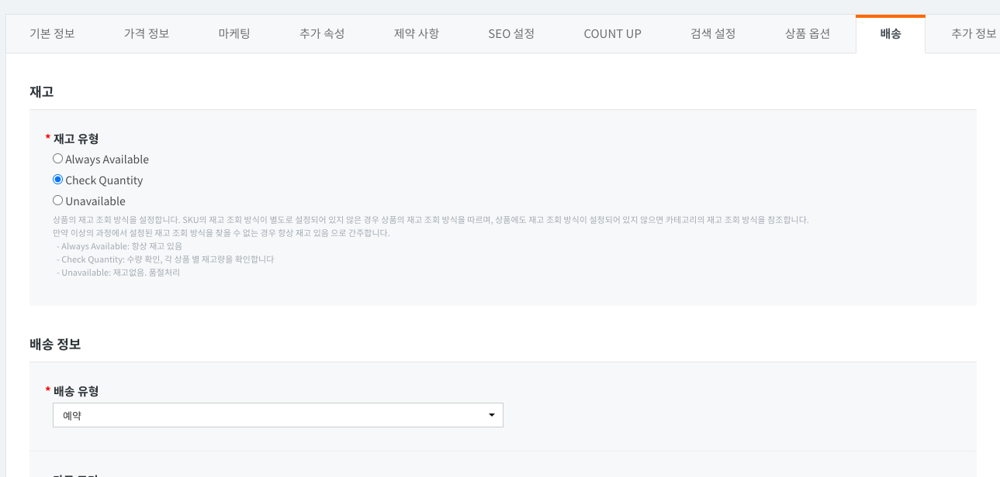 기본 정보 가격 정보 마케팅 추가 속성 제약 사항 SEO 설정 COUNT UP 검색 설정 상품 옵션 배송 추가 정보
재고
* 재고 유형
Always Available
Check Quantity
Unavailable
상품의 재고 조회 방식을 설정합니다. SKU의 재고 조회 방식이 별도로 설정되어 있지 않은 경우 상품의 재고 조회 방식을 따르며, 상품에도 재고 조회 방식이 설정되어 있지 않으면 카테고리의 재고 조회 방식을 참조합니다.
만약 이상의 과정에서 설정된 재고 조회 방식을 찾을 수 없는 경우 항상 재고 있음 으로 간주합니다.
- Always Available: 항상 재고 있음
- Check Quantity: 수량 확인, 각 상품 별 재고량을 확인합니다
- Unavailable: 재고없음. 품절처리
배송 정보
* 배송 유형
예약